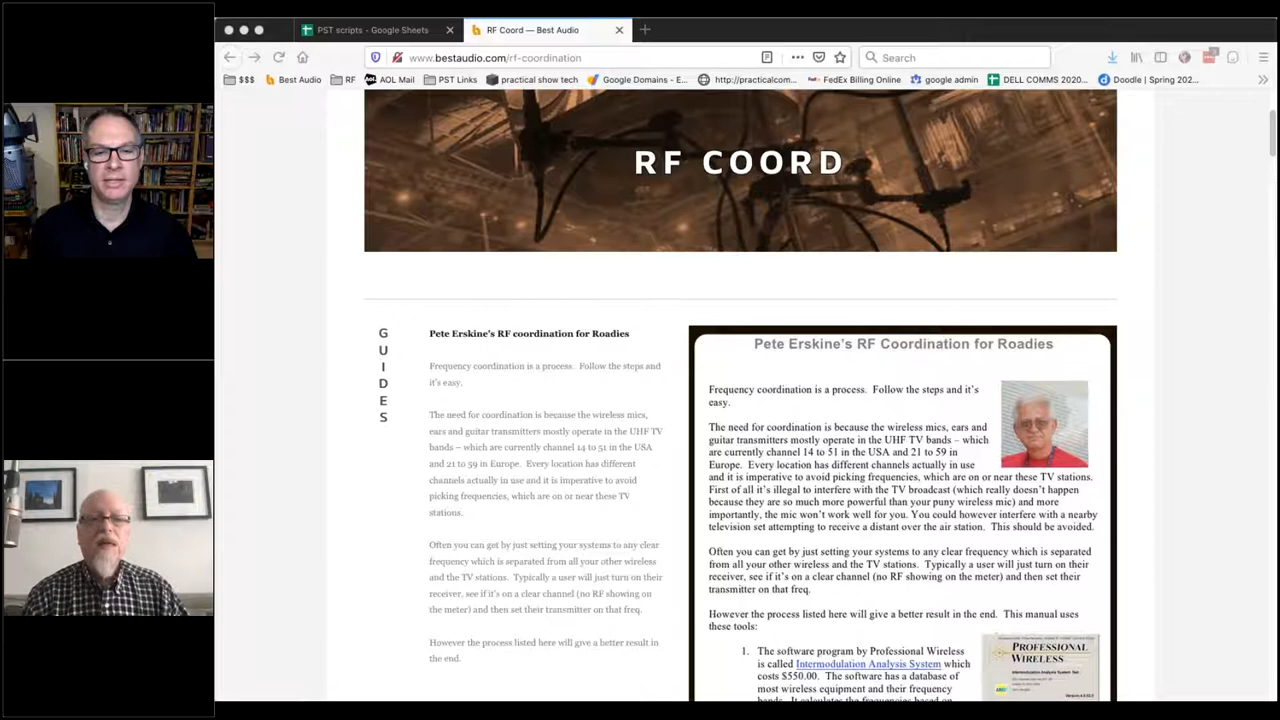 PST scripts - Google Sheets
RF Coord — Best Audio
www.bestaudio.com/rf-coordination
Search
$$$
Best Audio
RF
AOL Mail
PST Links
practical show tech
Google Domains - E...
http://practicalcom...
FedEx Billing Online
google admin
DELL COMMS 2020...
Doodle | Spring 202...
RF COORD
GUIDES
Pete Erskine's RF coordination for Roadies
Frequency coordination is a process. Follow the steps and
it's easy.
The need for coordination is because the wireless mics,
ears and guitar transmitters mostly operate in the UHF TV
bands – which are currently channel 14 to 51 in the USA
and 21 to 59 in Europe. Every location has different
channels actually in use and it is imperative to avoid
picking frequencies, which are on or near these TV
stations.
Often you can get by just setting your systems to any clear
frequency which is separated from all your other wireless
and the TV stations. Typically a user will just turn on their
receiver, see if it's on a clear channel (no RF showing on
the meter) and then set their transmitter on that freq.
However the process listed here will give a better result in
the end.
Pete Erskine's RF Coordination for Roadies
Frequency coordination is a process. Follow the steps and it's
easy.
The need for coordination is because the wireless mics, ears and
guitar transmitters mostly operate in the UHF TV bands – which
are currently channel 14 to 51 in the USA and 21 to 59 in
Europe. Every location has different channels actually in use
and it is imperative to avoid picking frequencies, which are on or near these TV stations.
First of all it's illegal to interfere with the TV broadcast (which really doesn't happen
because they are so much more powerful than your puny wireless mic) and more
importantly, the mic won't work well for you. You could however interfere with a nearby
television set attempting to receive a distant over the air station. This should be avoided.
Often you can get by just setting your systems to any clear frequency which is separated
from all your other wireless and the TV stations. Typically a user will just turn on their
receiver, see if it's on a clear channel (no RF showing on the meter) and then set their
transmitter on that freq.
However the process listed here will give a better result in the end. This manual uses
these tools:
1. The software program by Professional Wireless
is called Intermodulation Analysis System which
costs $550.00. The software has a database of
most wireless equipment and their frequency
bands. It calculates the frequencies based on
PROFESSIONAL
WIRELESS